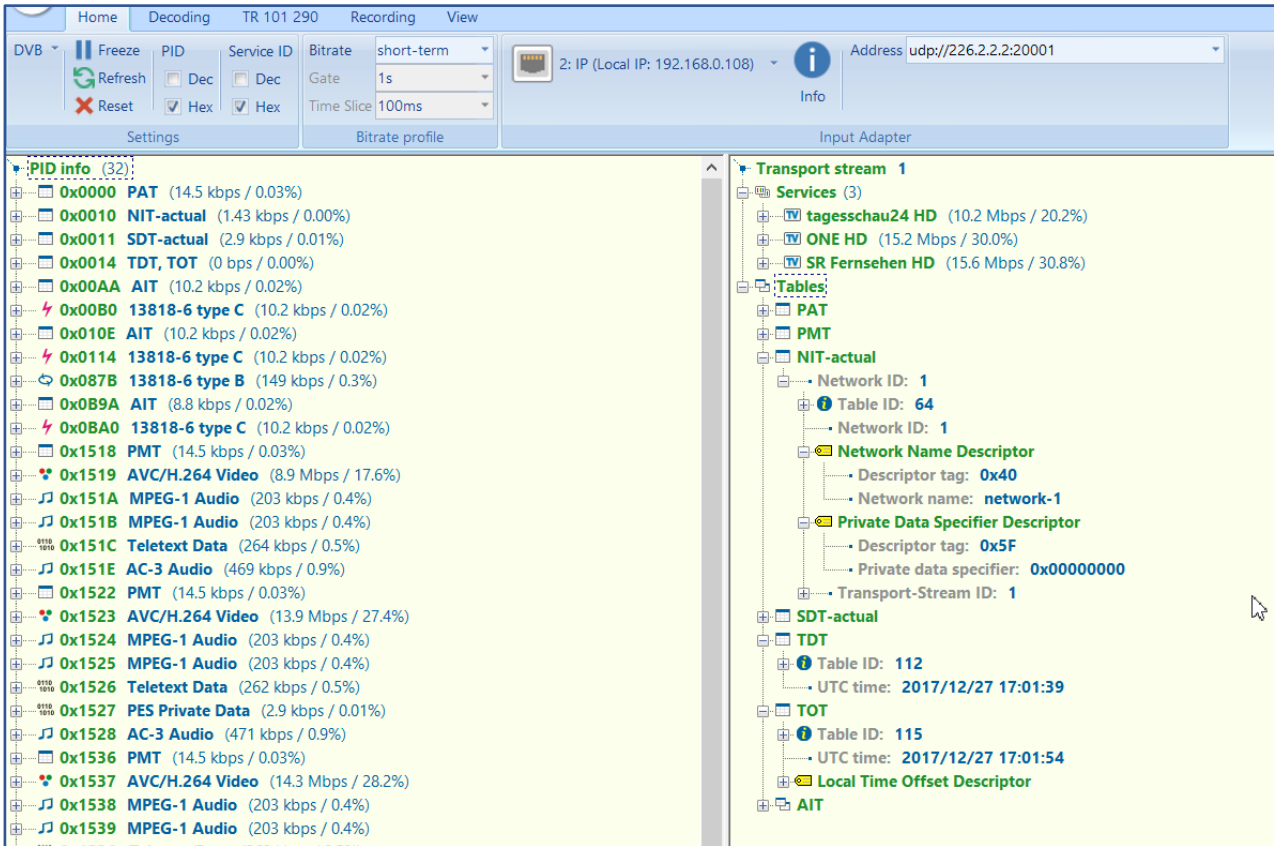 Home Decoding TR 101 290 Recording View
DVB Freeze PID Service ID Bitrate short-term 2: IP (Local IP: 192.168.0.108) Address udp://226.2.2.2:20001
Refresh Dec Dec Gate 1s
Reset Hex Hex Time Slice 100ms Info
Settings Bitrate profile Input Adapter
PID info (32)
0x0000 PAT (14.5 kbps / 0.03%)
0x0010 NIT-actual (1.43 kbps / 0.00%)
0x0011 SDT-actual (2.9 kbps / 0.01%)
0x0014 TDT, TOT (0 bps / 0.00%)
0x00AA AIT (10.2 kbps / 0.02%)
0x00B0 13818-6 type C (10.2 kbps / 0.02%)
0x010E AIT (10.2 kbps / 0.02%)
0x0114 13818-6 type C (10.2 kbps / 0.02%)
0x087B 13818-6 type B (149 kbps / 0.3%)
0x0B9A AIT (8.8 kbps / 0.02%)
0x0BA0 13818-6 type C (10.2 kbps / 0.02%)
0x1518 PMT (14.5 kbps / 0.03%)
0x1519 AVC/H.264 Video (8.9 Mbps / 17.6%)
0x151A MPEG-1 Audio (203 kbps / 0.4%)
0x151B MPEG-1 Audio (203 kbps / 0.4%)
0x151C Teletext Data (264 kbps / 0.5%)
0x151E AC-3 Audio (469 kbps / 0.9%)
0x1522 PMT (14.5 kbps / 0.03%)
0x1523 AVC/H.264 Video (13.9 Mbps / 27.4%)
0x1524 MPEG-1 Audio (203 kbps / 0.4%)
0x1525 MPEG-1 Audio (203 kbps / 0.4%)
0x1526 Teletext Data (262 kbps / 0.5%)
0x1527 PES Private Data (2.9 kbps / 0.01%)
0x1528 AC-3 Audio (471 kbps / 0.9%)
0x1536 PMT (14.5 kbps / 0.03%)
0x1537 AVC/H.264 Video (14.3 Mbps / 28.2%)
0x1538 MPEG-1 Audio (203 kbps / 0.4%)
0x1539 MPEG-1 Audio (203 kbps / 0.4%)
Transport stream 1
Services (3)
tagesschau24 HD (10.2 Mbps / 20.2%)
ONE HD (15.2 Mbps / 30.0%)
SR Fernsehen HD (15.6 Mbps / 30.8%)
Tables
PAT
PMT
NIT-actual
Network ID: 1
Table ID: 64
Network ID: 1
Network Name Descriptor
Descriptor tag: 0x40
Network name: network-1
Private Data Specifier Descriptor
Descriptor tag: 0x5F
Private data specifier: 0x00000000
Transport-Stream ID: 1
SDT-actual
TDT
Table ID: 112
UTC time: 2017/12/27 17:01:39
TOT
Table ID: 115
UTC time: 2017/12/27 17:01:54
Local Time Offset Descriptor
AIT